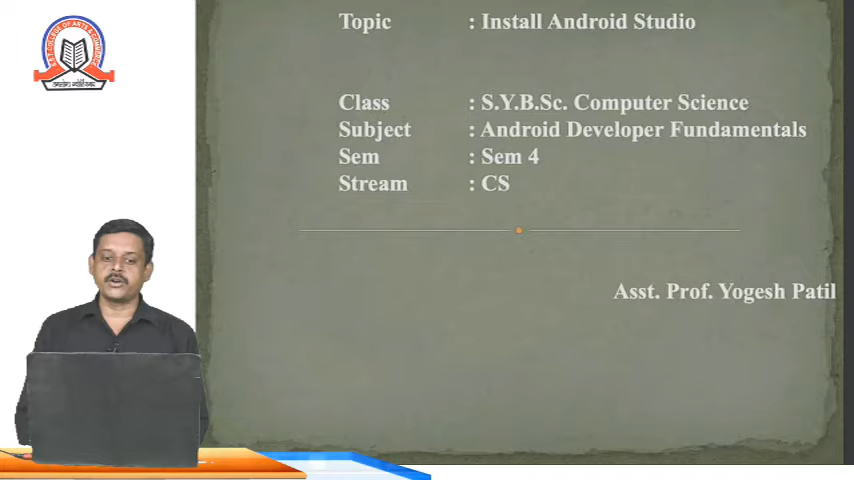 Topic : Install Android Studio
Class : S.Y.B.Sc. Computer Science
Subject : Android Developer Fundamentals
Sem : Sem 4
Stream : CS
Asst. Prof. Yogesh Patil